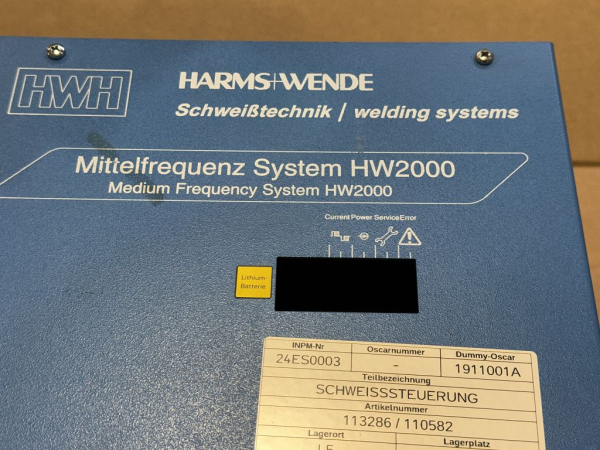 HWH
HARMS+WENDE
Schweißtechnik / welding systems
Mittelfrequenz System HW2000
Medium Frequency System HW2000
Current Power Service Error
Lithium-
Batterie
INPM-Nr Oscarnummer Dummy-Oscar
24ES0003 - 1911001A
Teilbezeichnung
SCHWEISSSTEUERUNG
Artikelnummer
113286 / 110582
Lagerort Lagerplatz